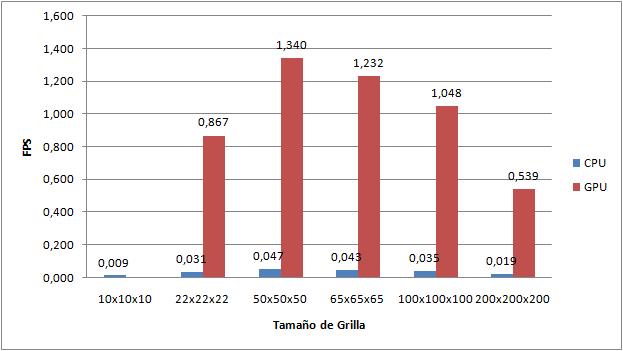 1,600
1,400
1,200
1,000
0,800
0,600
0,400
0,200
0,000
FPS
0,009
0,031
0,867
0,047
1,340
0,043
1,232
0,035
1,048
0,019
0,539
10x10x10
22x22x22
50x50x50
65x65x65
100x100x100
200x200x200
Tamaño de Grilla
CPU
GPU